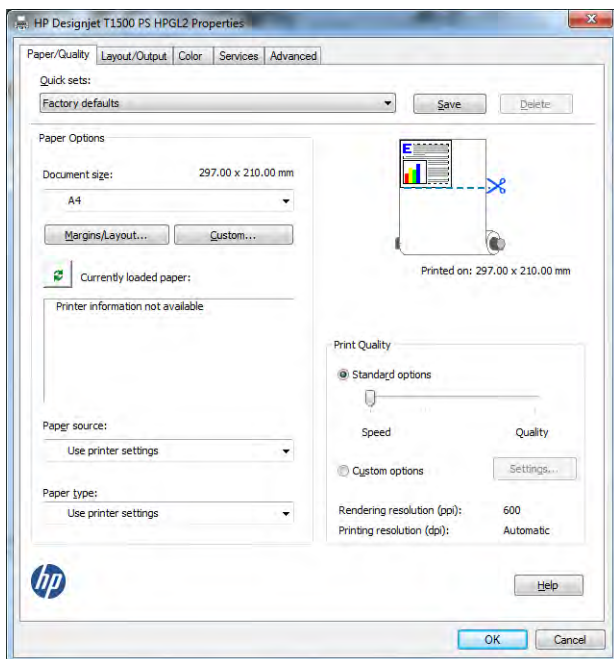 HP Designjet T1500 PS HPGL2 Properties
Paper/Quality Layout/Output Color Services Advanced
Quick sets:
Factory defaults
Save
Delete
Paper Options
Document size:
297.00 x 210.00 mm
A4
Margins/Layout...
Custom...
Currently loaded paper:
Printer information not available
Paper source:
Use printer settings
Paper type:
Use printer settings
E
Printed on: 297.00 x 210.00 mm
Print Quality
Standard options
Speed
Quality
Custom options
Settings...
Rendering resolution (ppi): 600
Printing resolution (dpi): Automatic
hp
Help
OK
Cancel